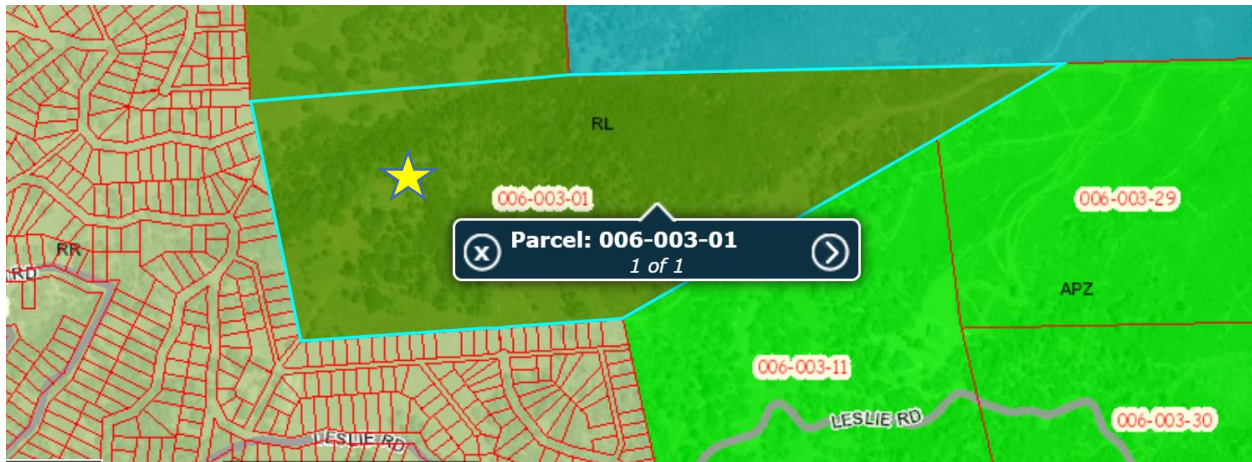 RL
006-003-01
006-003-29
Parcel: 006-003-01
1 of 1
RR
RD
APZ
006-003-11
LESLIE RD
006-003-30
LESLIE RD